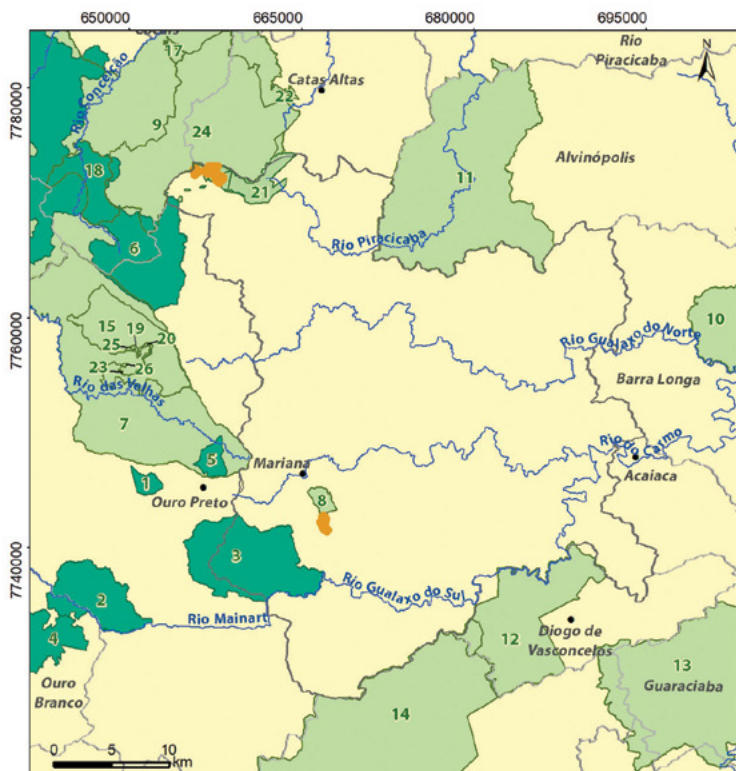 650000 665000 680000 695000
7780000
7760000
7740000
N
Rio
Piracicaba
17
Rio Conceição
Catas Altas
22
9
24
Alvinópolis
18
21
11
6
Rio Piracicaba
15
19
20
25
23
26
Rio das Velhas
7
Rio Gualaxo do Norte
10
Barra Longa
Rio do Carmo
Acaiaca
5
Mariana
1
Ouro Preto
8
3
Rio Gualaxo do Sul
2
Rio Mainart
4
12
Diogo de
Vasconcelos
13
Guaraciaba
Ouro
Branco
14
0 5 10
km